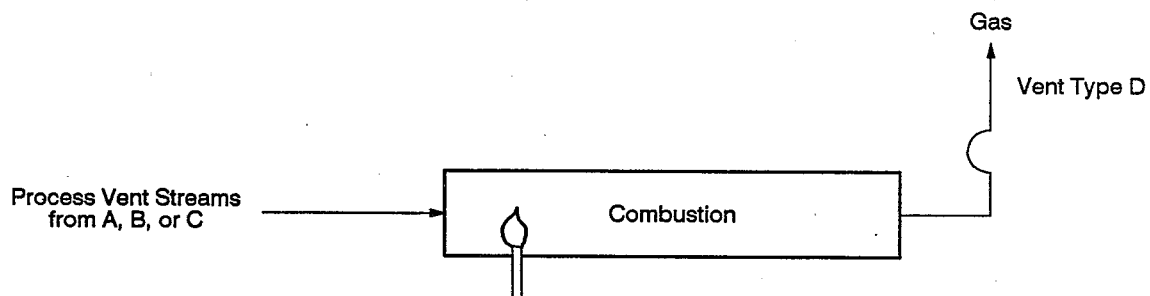 Gas
Vent Type D
Process Vent Streams
from A, B, or C
Combustion